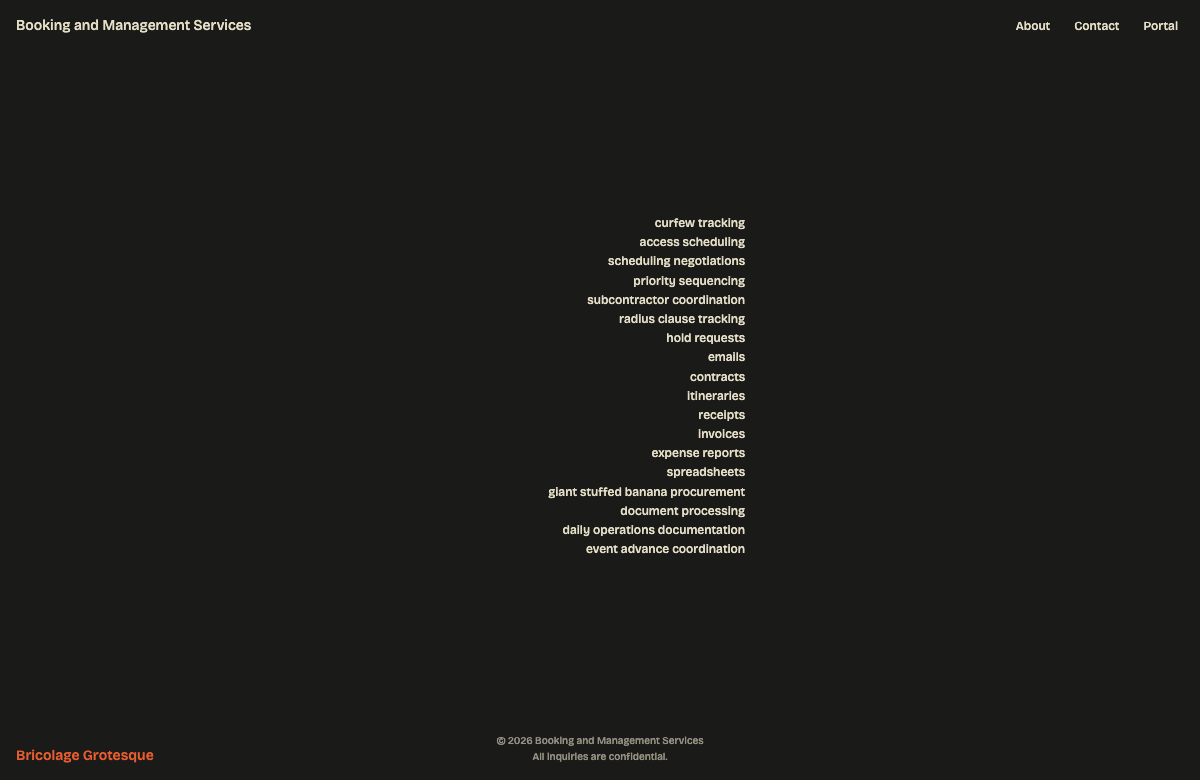 Booking and Management Services
About Contact Portal
curfew tracking
access scheduling
scheduling negotiations
priority sequencing
subcontractor coordination
radius clause tracking
hold requests
emails
contracts
itineraries
receipts
invoices
expense reports
spreadsheets
giant stuffed banana procurement
document processing
daily operations documentation
event advance coordination
© 2026 Booking and Management Services
All inquiries are confidential.
Bricolage Grotesque